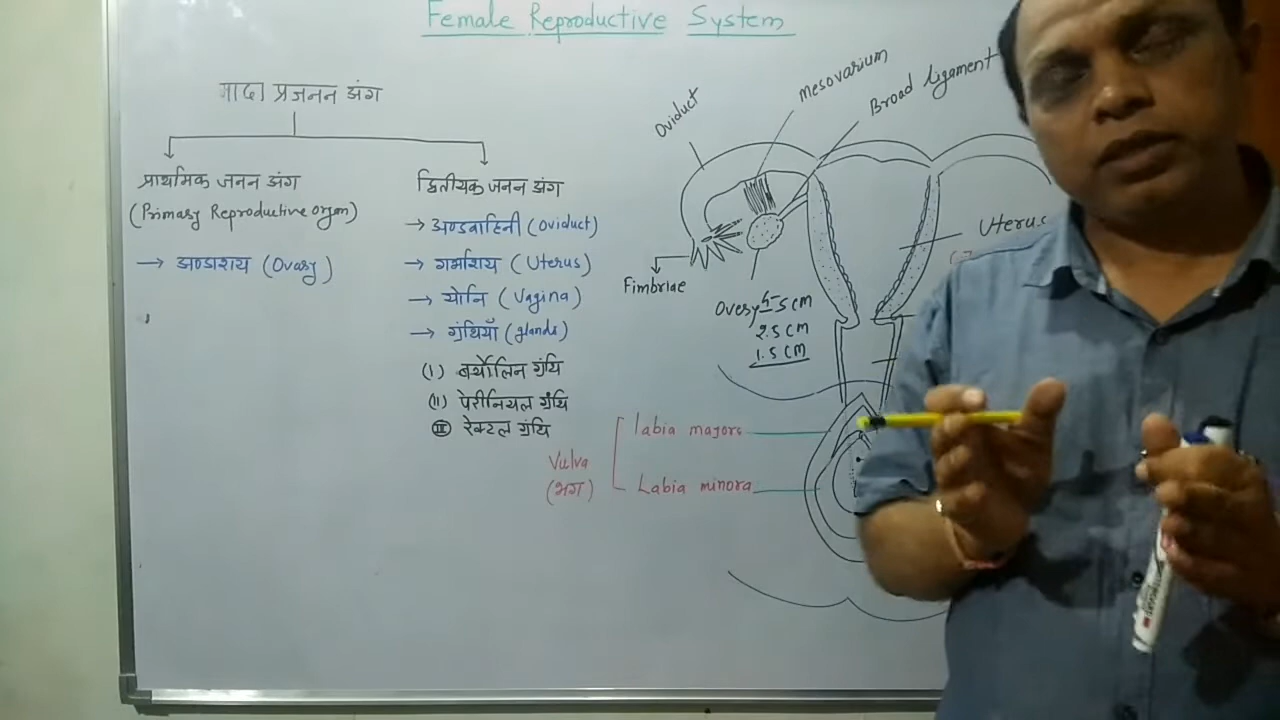 Female Reproductive System
मादा प्रजनन अंग
प्राथमिक जनन अंग
(Primary Reproductive organ)
→ अण्डाशय (Ovary)
द्वितीयक जनन अंग
→ अण्डवाहिनी (Oviduct)
→ गर्भाशय (Uterus)
→ योनि (Vagina)
→ ग्रंथियाँ (glands)
(I) बर्थोलिन ग्रंथि
(II) पेरीनियल ग्रंथि
(III) रेक्टल ग्रंथि
Oviduct
mesovarium
Broad ligament
Fimbriae
Uterus
Overy 4-5 cm
2.5 cm
1.5 cm
Vulva
(भग)
labia majora
Labia minora